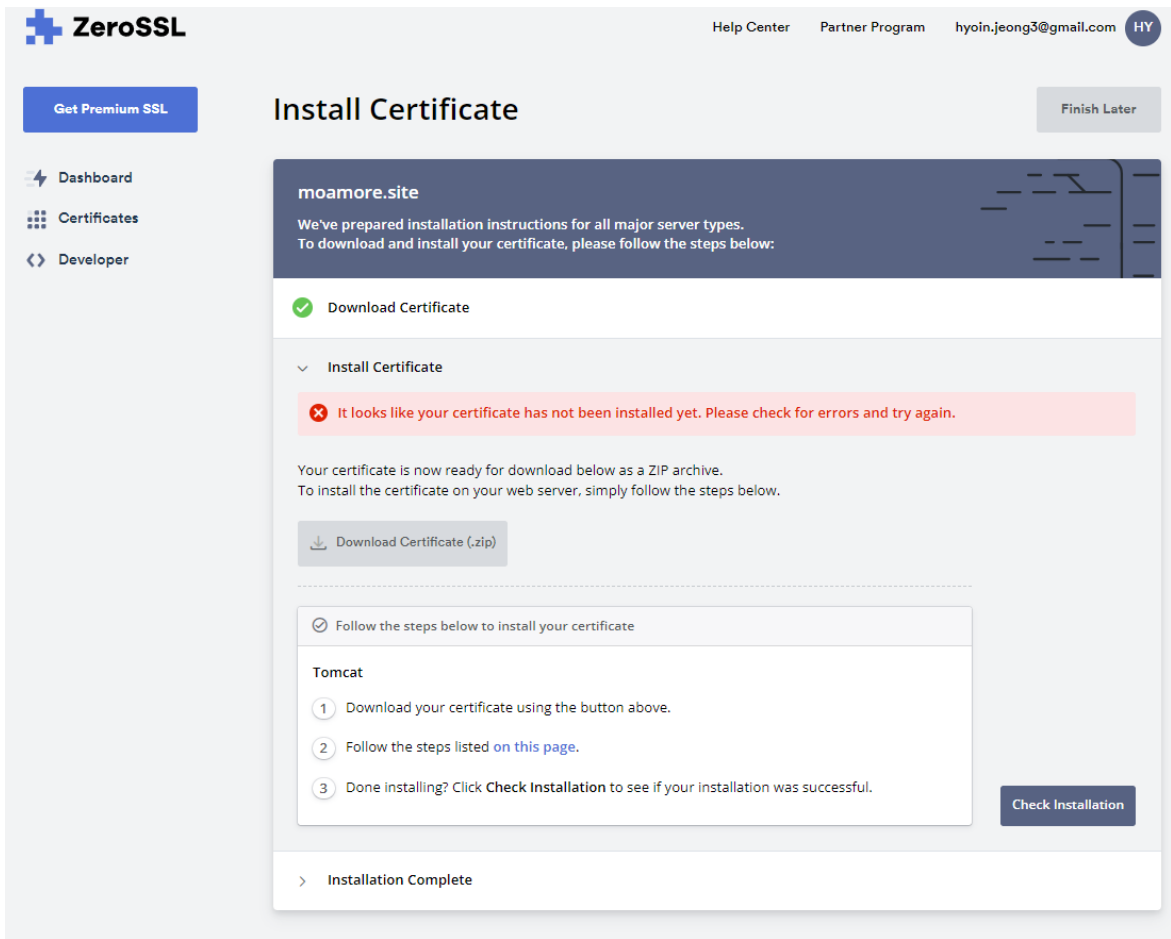 ZeroSSL
Help Center
Partner Program
hyoin.jeong3@gmail.com
HY
Get Premium SSL
Install Certificate
Finish Later
Dashboard
Certificates
Developer
moamore.site
We've prepared installation instructions for all major server types.
To download and install your certificate, please follow the steps below:
Download Certificate
Install Certificate
It looks like your certificate has not been installed yet. Please check for errors and try again.
Your certificate is now ready for download below as a ZIP archive.
To install the certificate on your web server, simply follow the steps below.
Download Certificate (.zip)
Follow the steps below to install your certificate
Tomcat
1 Download your certificate using the button above.
2 Follow the steps listed on this page.
3 Done installing? Click Check Installation to see if your installation was successful.
Check Installation
Installation Complete